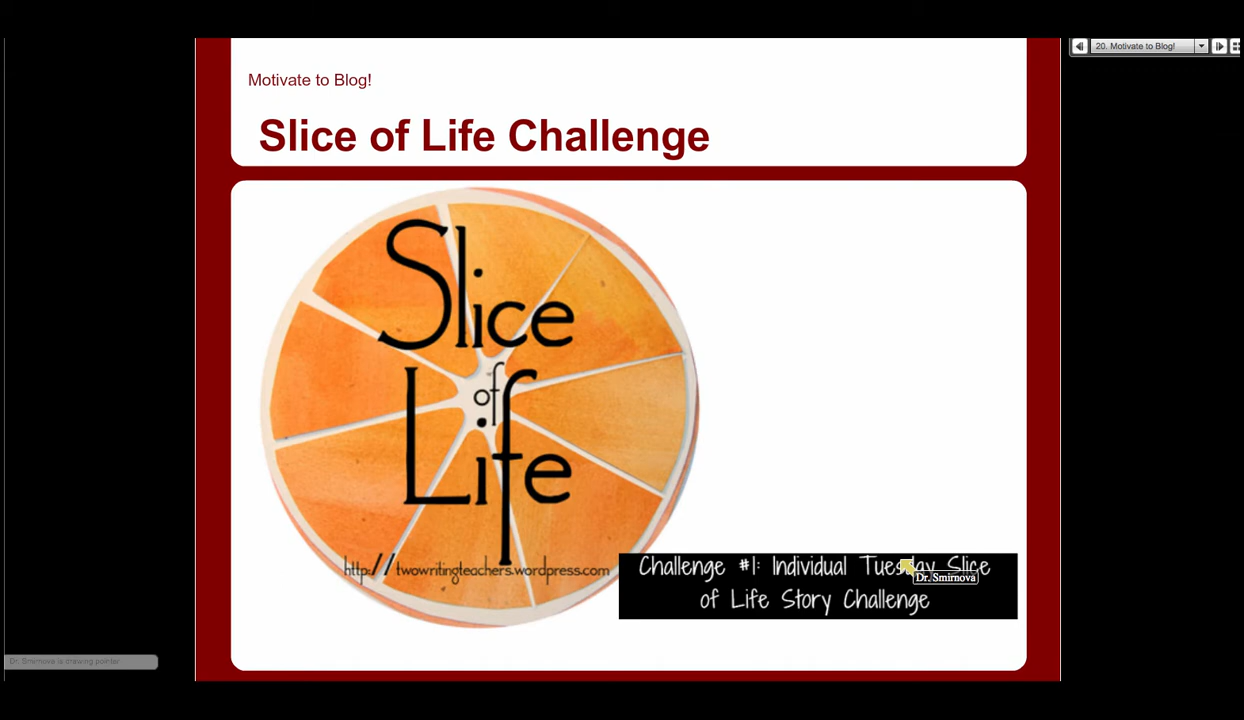 20. Motivate to Blog!
Motivate to Blog!
Slice of Life Challenge
Slice
of
Life
http://twowritingteachers.wordpress.com
Challenge #1: Individual Tuesday Slice
of Life Story Challenge
Dr. Smirnova
Dr. Smirnova is drawing pointer